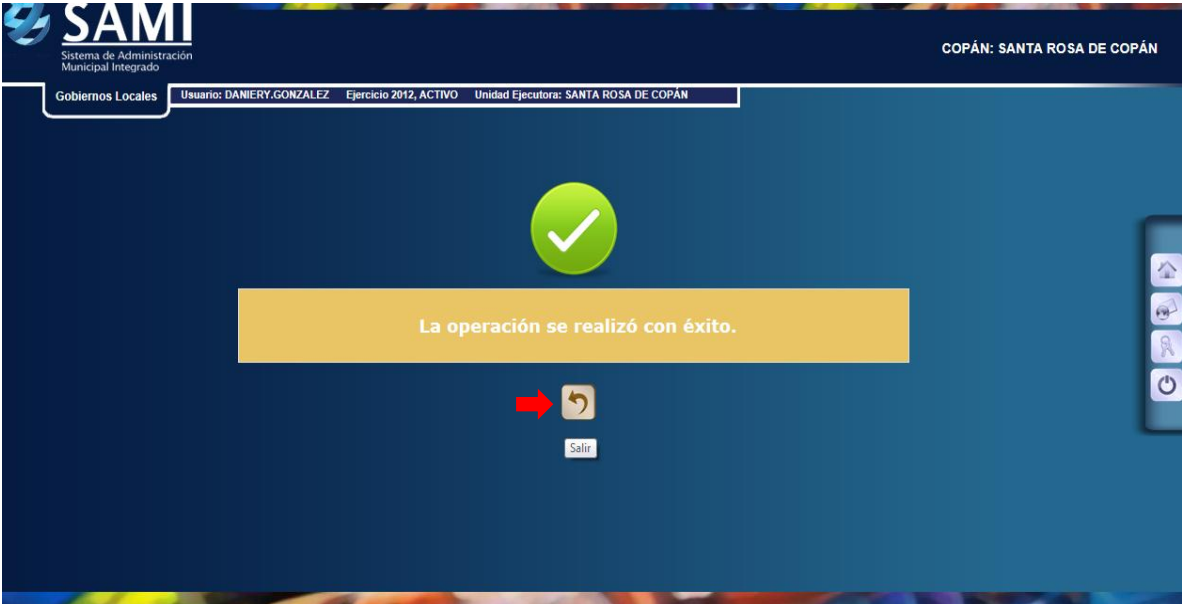 SAMI
Sistema de Administración
Municipal Integrado
COPÁN: SANTA ROSA DE COPÁN
Gobiernos Locales
Usuario: DANIERY.GONZALEZ Ejercicio 2012, ACTIVO Unidad Ejecutora: SANTA ROSA DE COPÁN
La operación se realizó con éxito.
Salir